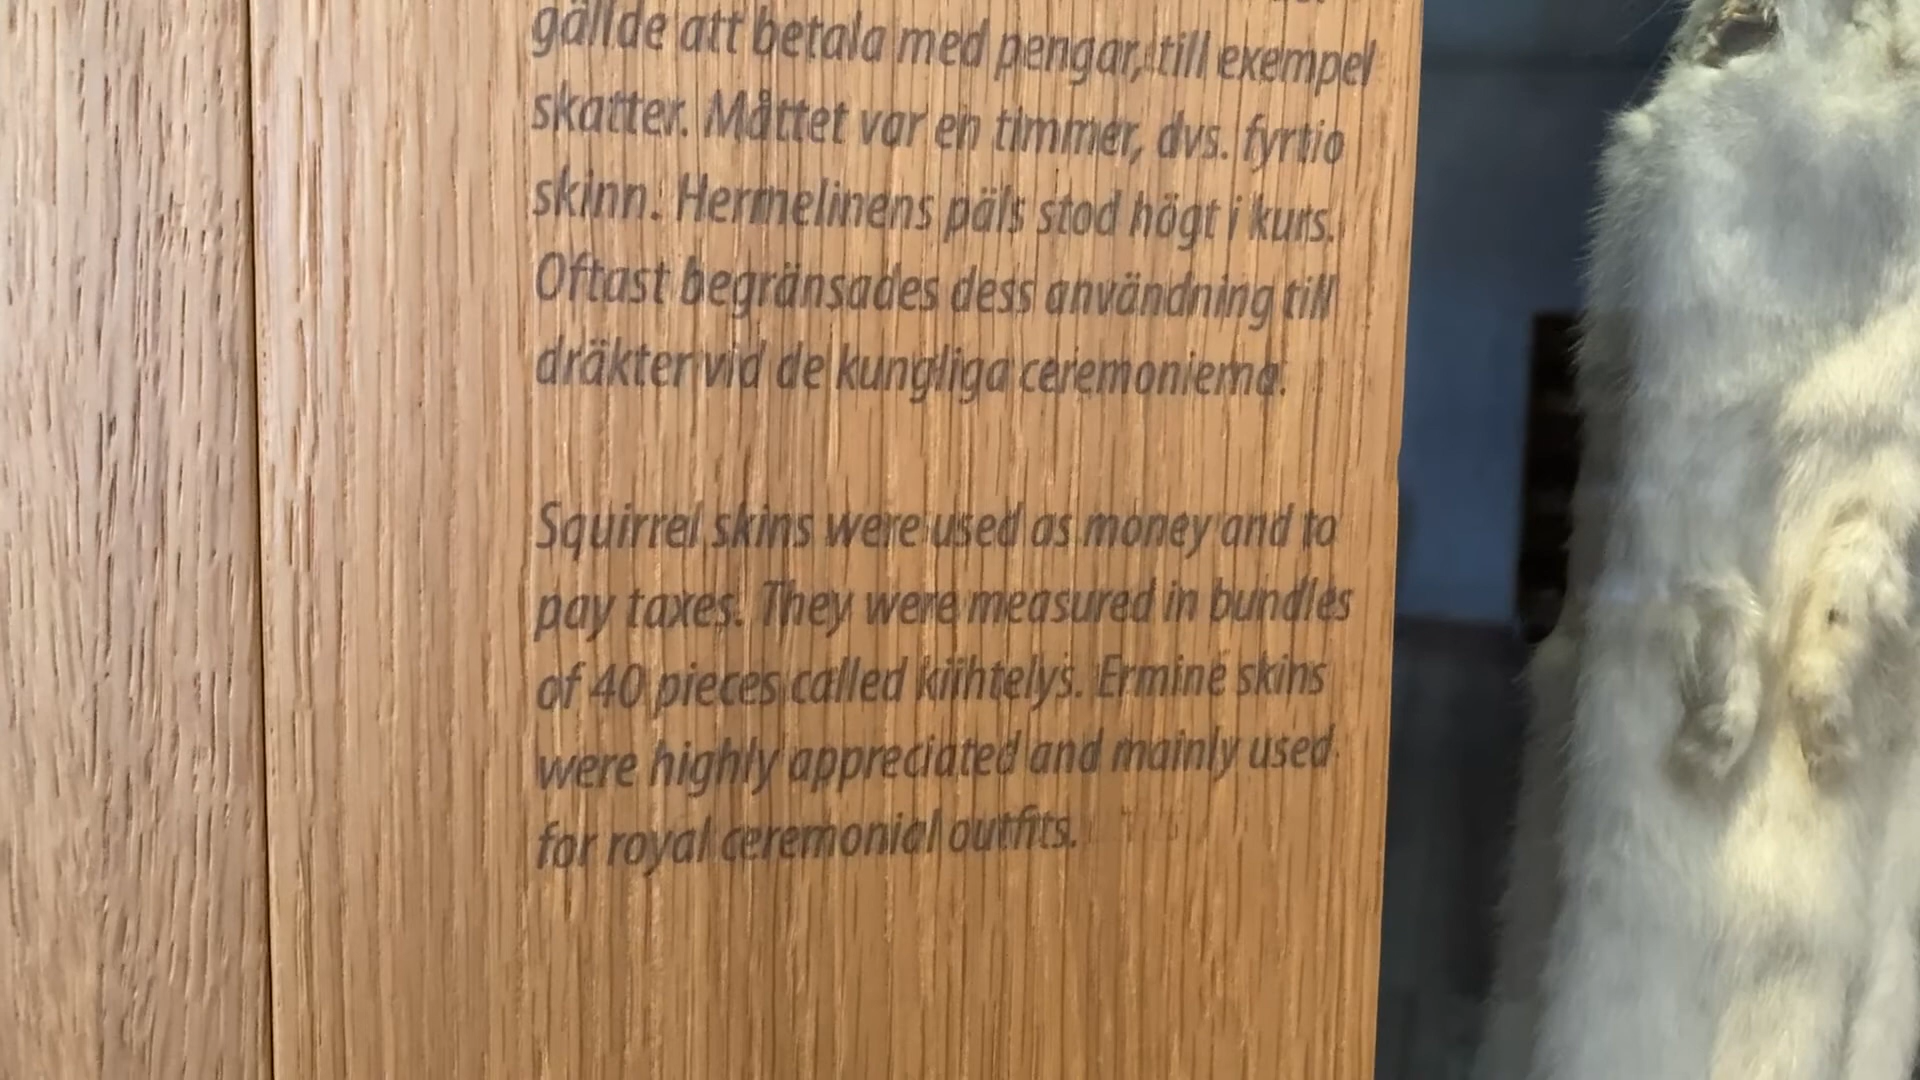 gällde att betala med pengar, till exempel
skatter. Måttet var en timmer, dvs. fyrtio
skinn. Hermelinens päls stod högt i kurs.
Oftast begränsades dess användning till
dräkter vid de kungliga ceremonierna.
Squirrel skins were used as money and to
pay taxes. They were measured in bundles
of 40 pieces called kiihtelys. Ermine skins
were highly appreciated and mainly used
for royal ceremonial outfits.